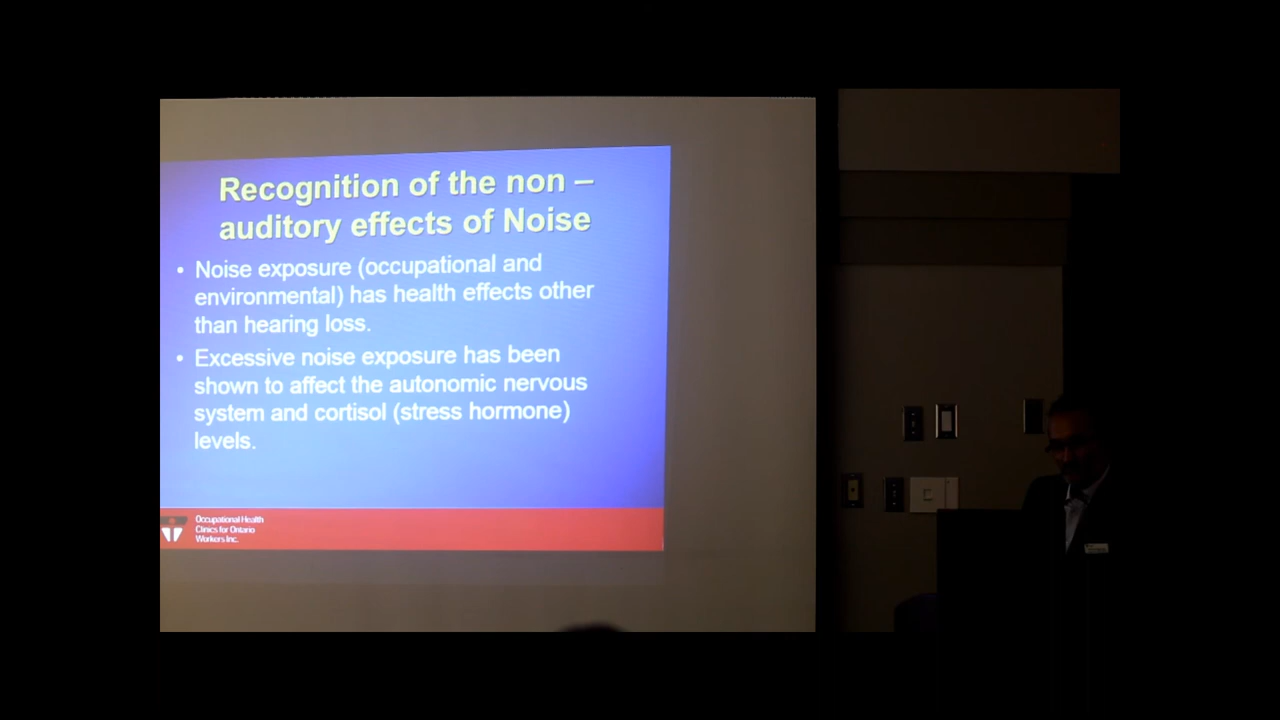 Recognition of the non –
auditory effects of Noise
• Noise exposure (occupational and
environmental) has health effects other
than hearing loss.
• Excessive noise exposure has been
shown to affect the autonomic nervous
system and cortisol (stress hormone)
levels.
Occupational Health
Clinics for Ontario
Workers Inc.